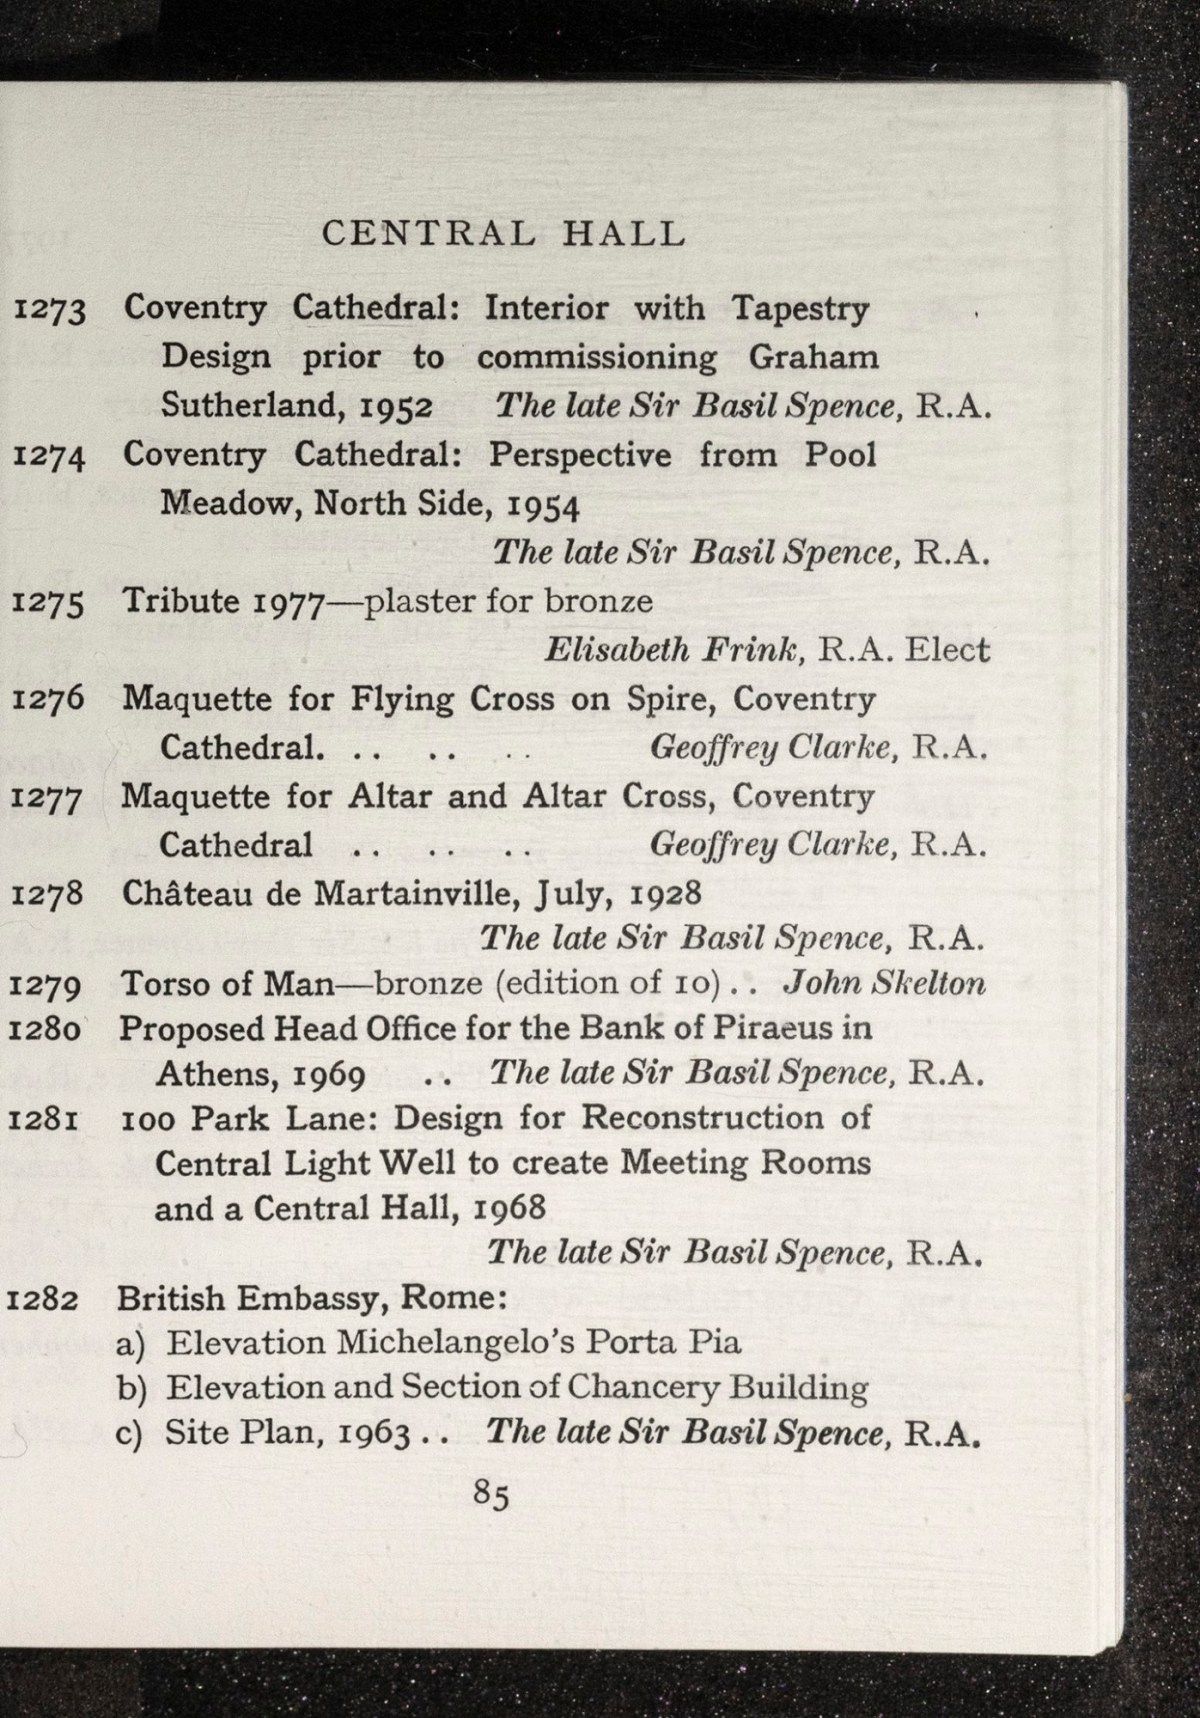 CENTRAL HALL
1273 Coventry Cathedral: Interior with Tapestry
Design prior to commissioning Graham
Sutherland, 1952 The late Sir Basil Spence, R.A.
1274 Coventry Cathedral: Perspective from Pool
Meadow, North Side, 1954
The late Sir Basil Spence, R.A.
1275 Tribute 1977—plaster for bronze
Elisabeth Frink, R.A. Elect
1276 Maquette for Flying Cross on Spire, Coventry
Cathedral. .. .. .. Geoffrey Clarke, R.A.
1277 Maquette for Altar and Altar Cross, Coventry
Cathedral .. .. .. Geoffrey Clarke, R.A.
1278 Château de Martainville, July, 1928
The late Sir Basil Spence, R.A.
1279 Torso of Man—bronze (edition of 10) .. John Skelton
1280 Proposed Head Office for the Bank of Piraeus in
Athens, 1969 .. The late Sir Basil Spence, R.A.
1281 100 Park Lane: Design for Reconstruction of
Central Light Well to create Meeting Rooms
and a Central Hall, 1968
The late Sir Basil Spence, R.A.
1282 British Embassy, Rome:
a) Elevation Michelangelo's Porta Pia
b) Elevation and Section of Chancery Building
c) Site Plan, 1963 .. The late Sir Basil Spence, R.A.
85